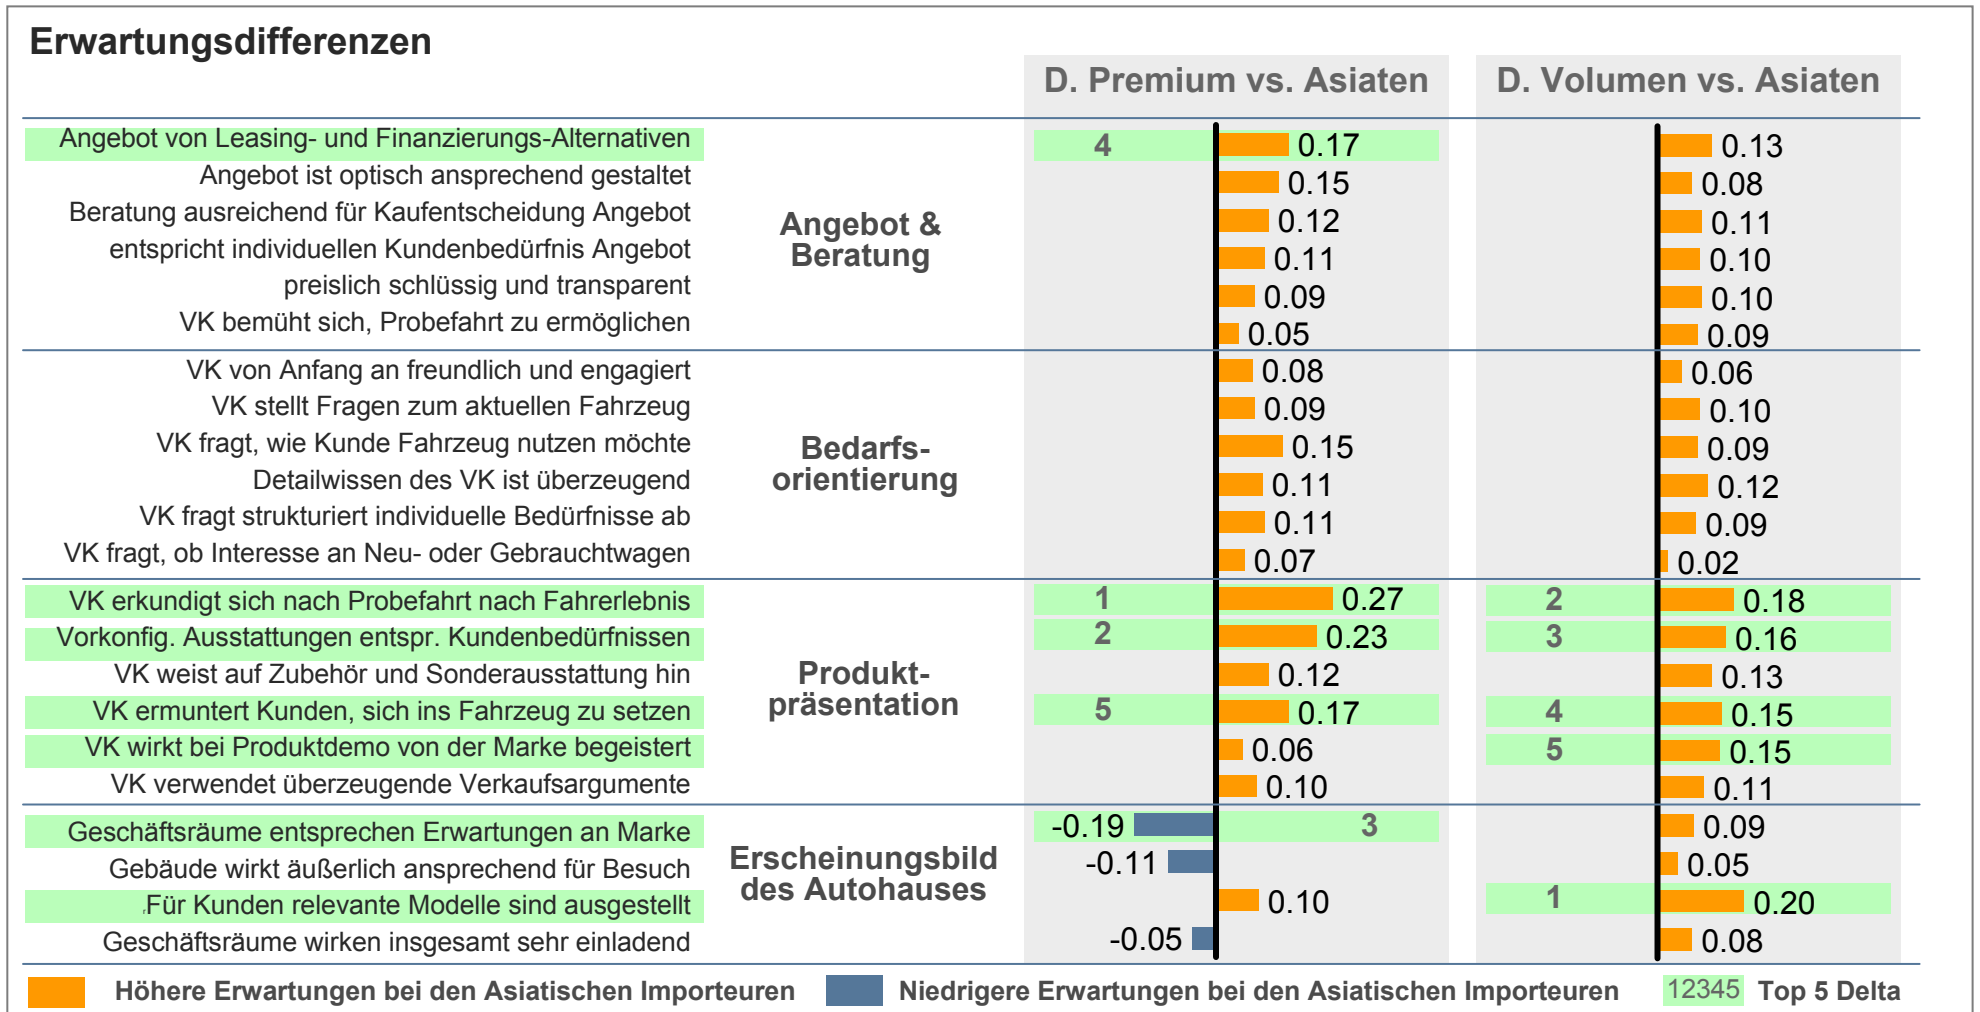 Erwartungsdifferenzen
D. Premium vs. Asiaten D. Volumen vs. Asiaten
Angebot von Leasing- und Finanzierungs-Alternativen 4 0.17 0.13
Angebot ist optisch ansprechend gestaltet 0.15 0.08
Beratung ausreichend für Kaufentscheidung Angebot 0.12 0.11
Angebot &
Beratung
entspricht individuellen Kundenbedürfnis Angebot 0.11 0.10
preislich schlüssig und transparent 0.09 0.10
VK bemüht sich, Probefahrt zu ermöglichen 0.05 0.09
VK von Anfang an freundlich und engagiert 0.08 0.06
VK stellt Fragen zum aktuellen Fahrzeug 0.09 0.10
VK fragt, wie Kunde Fahrzeug nutzen möchte 0.15 0.09
Bedarfs-
orientierung
Detailwissen des VK ist überzeugend 0.11 0.12
VK fragt strukturiert individuelle Bedürfnisse ab 0.11 0.09
VK fragt, ob Interesse an Neu- oder Gebrauchtwagen 0.07 0.02
VK erkundigt sich nach Probefahrt nach Fahrerlebnis 1 0.27 2 0.18
Vorkonfig. Ausstattungen entspr. Kundenbedürfnissen 2 0.23 3 0.16
VK weist auf Zubehör und Sonderausstattung hin 0.12 0.13
Produkt-
präsentation
VK ermuntert Kunden, sich ins Fahrzeug zu setzen 5 0.17 4 0.15
VK wirkt bei Produktdemo von der Marke begeistert 0.06 5 0.15
VK verwendet überzeugende Verkaufsargumente 0.10 0.11
Geschäftsräume entsprechen Erwartungen an Marke -0.19 3 0.09
Gebäude wirkt äußerlich ansprechend für Besuch -0.11 0.05
Erscheinungsbild
des Autohauses
Für Kunden relevante Modelle sind ausgestellt 0.10 1 0.20
Geschäftsräume wirken insgesamt sehr einladend -0.05 0.08
Höhere Erwartungen bei den Asiatischen Importeuren Niedrigere Erwartungen bei den Asiatischen Importeuren 12345 Top 5 Delta